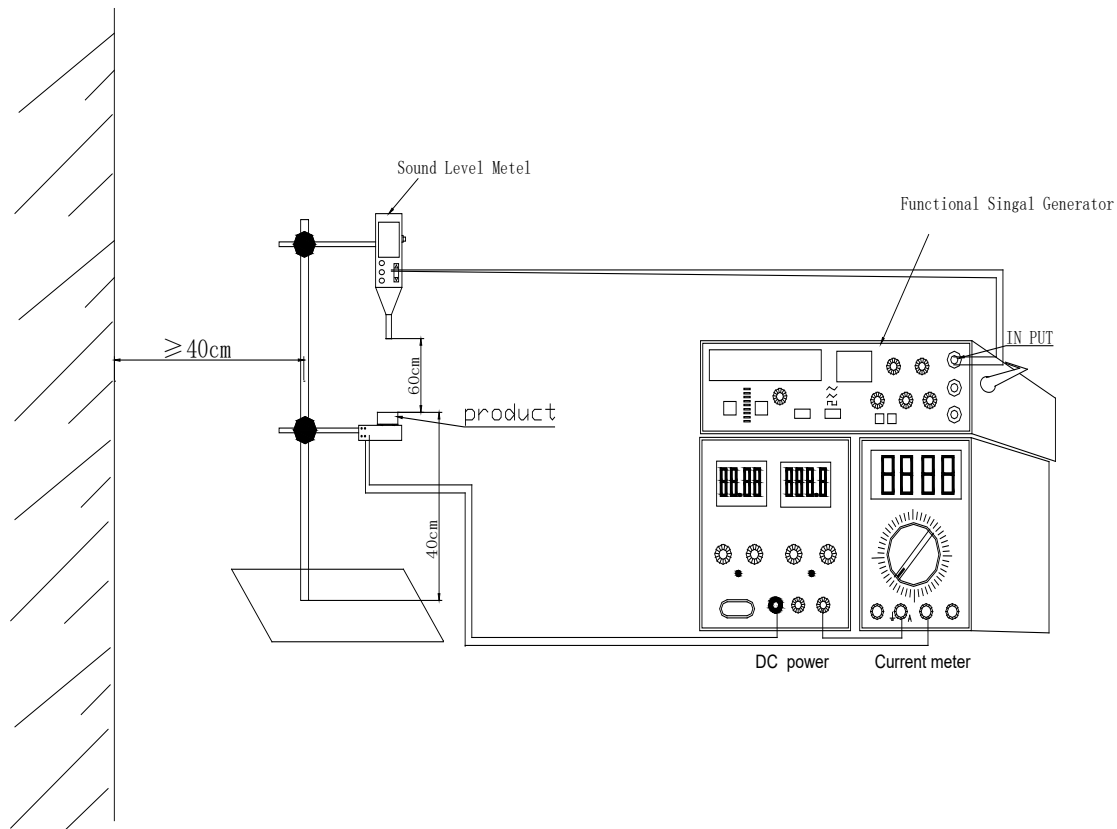 Sound Level Metel
Functional Singal Generator
≥40cm
IN PUT
60cm
product
40cm
A
DC power
Current meter